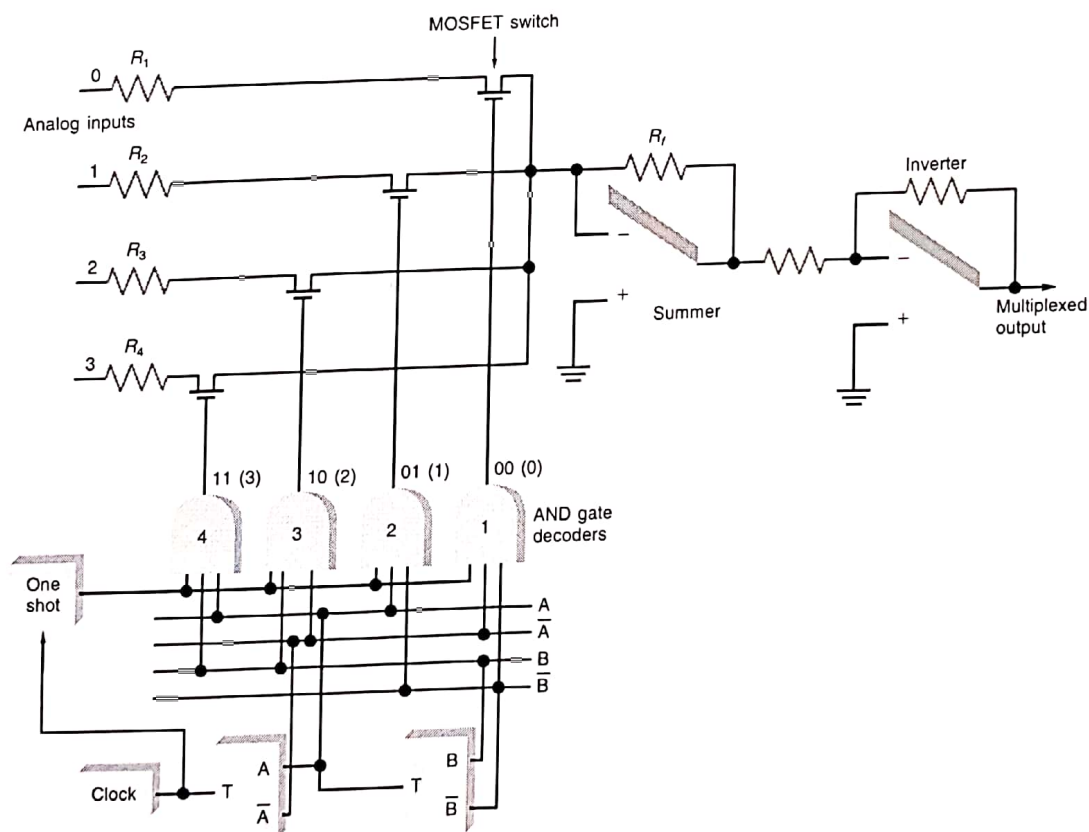 MOSFET switch
0
R1
Analog inputs
1
R2
Rf
Inverter
2
R3
−
−
+
Summer
Multiplexed
output
+
3
R4
11 (3)
10 (2)
01 (1)
00 (0)
4
3
2
1
AND gate
decoders
One
shot
A
A̅
B
B̅
A
B
Clock
T
T
A̅
B̅